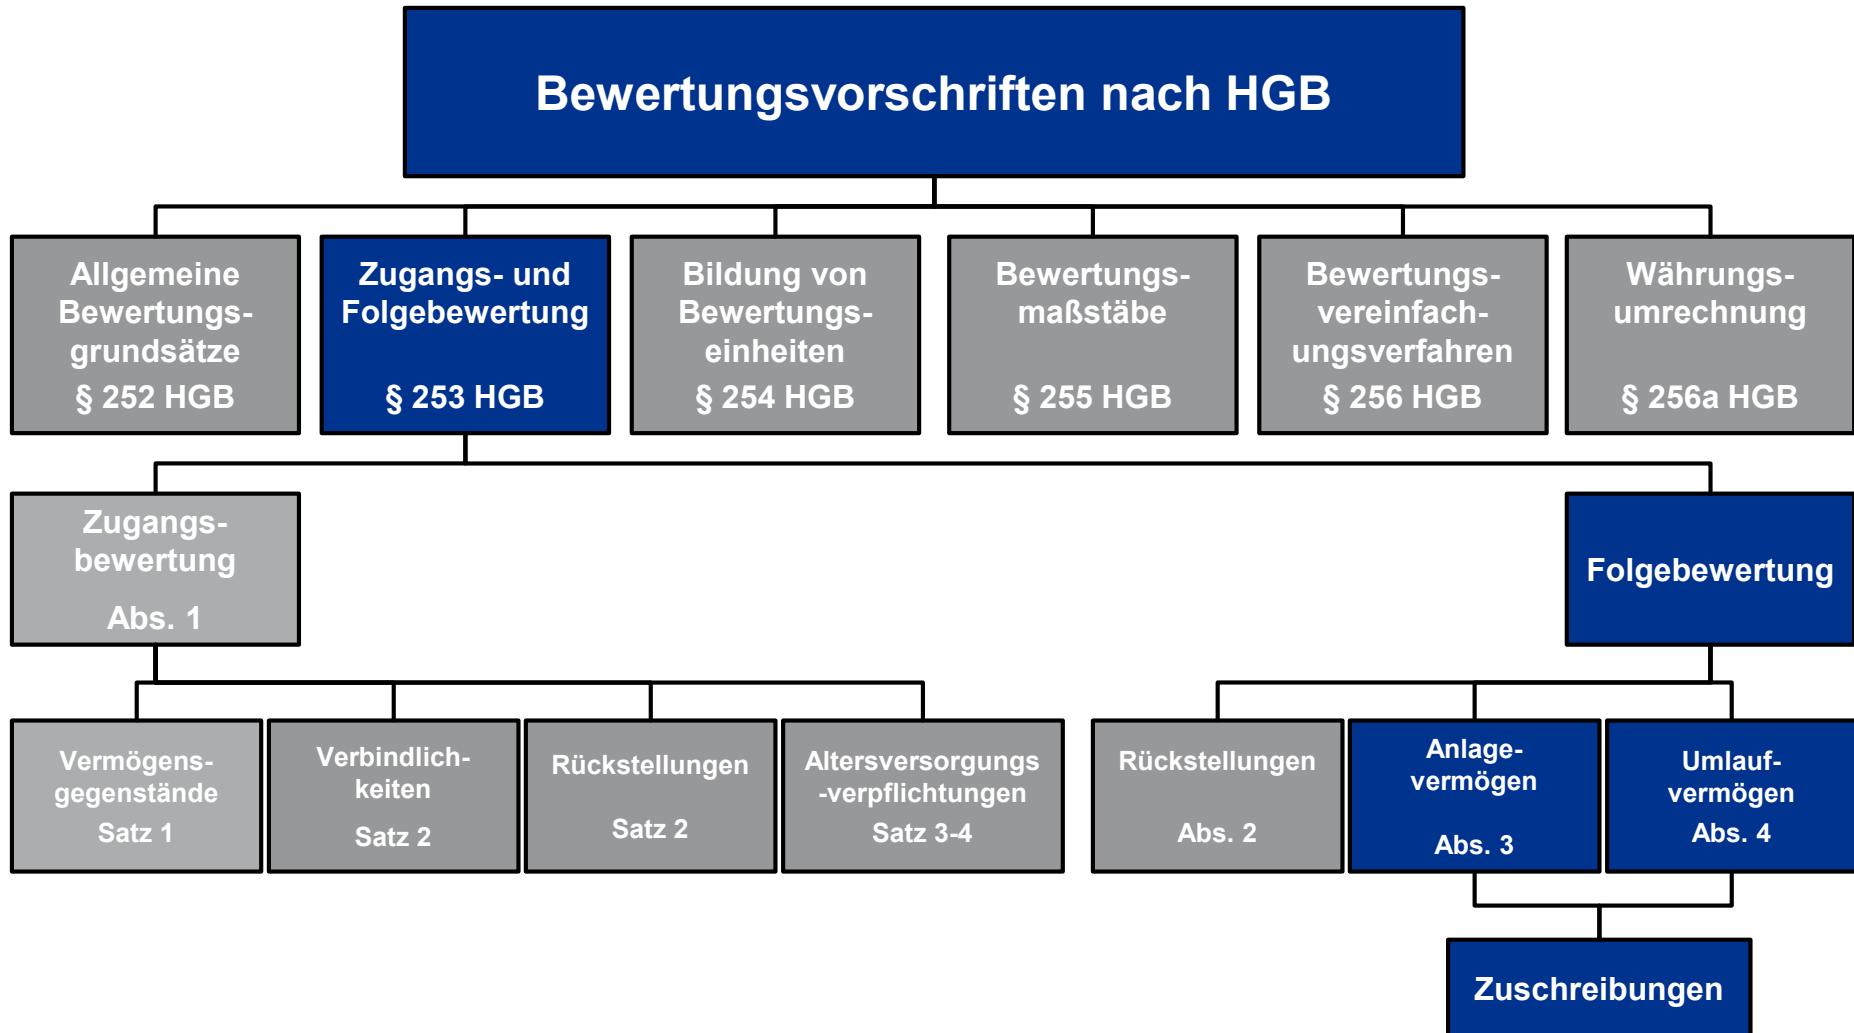 Bewertungsvorschriften nach HGB
Allgemeine
Bewertungs-
grundsätze
§ 252 HGB
Zugangs- und
Folgebewertung
§ 253 HGB
Bildung von
Bewertungs-
einheiten
§ 254 HGB
Bewertungs-
maßstäbe
§ 255 HGB
Bewertungs-
vereinfach-
ungsverfahren
§ 256 HGB
Währungs-
umrechnung
§ 256a HGB
Zugangs-
bewertung
Abs. 1
Folgebewertung
Vermögens-
gegenstände
Satz 1
Verbindlich-
keiten
Satz 2
Rückstellungen
Satz 2
Altersversorgungs
-verpflichtungen
Satz 3-4
Rückstellungen
Abs. 2
Anlage-
vermögen
Abs. 3
Umlauf-
vermögen
Abs. 4
Zuschreibungen